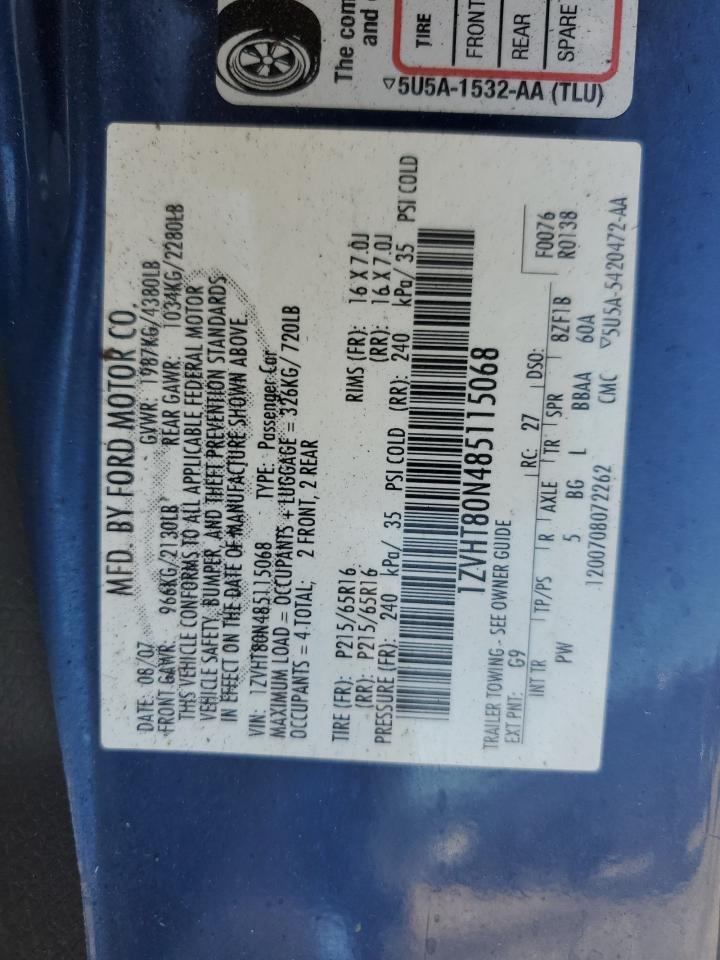 The com
and
TIRE
FRONT
REAR
SPARE
5U5A-1532-AA (TLU)
MFD. BY FORD MOTOR CO.
DATE: 08/07 GVWR: 1987KG/4380LB
FRONT GAWR: 966KG/2130LB REAR GAWR: 1034KG/2280LB
THIS VEHICLE CONFORMS TO ALL APPLICABLE FEDERAL MOTOR
VEHICLE SAFETY, BUMPER, AND THEFT PREVENTION STANDARDS
IN EFFECT ON THE DATE OF MANUFACTURE SHOWN ABOVE.
VIN: 1ZVHT80N485115068 TYPE: Passenger Car
MAXIMUM LOAD = OCCUPANTS + LUGGAGE = 326KG/ 720LB
OCCUPANTS = 4 TOTAL, 2 FRONT, 2 REAR
TIRE (FR): P215/65R16 RIMS (FR): 16 X 7.0J
(RR): P215/65R16 (RR): 16 X 7.0J
PRESSURE (FR): 240 kPa/ 35 PSI COLD (RR): 240 kPa/ 35 PSI COLD
1ZVHT80N485115068
TRAILER TOWING - SEE OWNER GUIDE
EXT PNT: G9 RC: 27 DSO: F0076
R0138
INT TR TP/PS R AXLE TR SPR
PW 5 BG L BBAA 8ZF1B
60A
1200708072262 CMC 5U5A-5420472-AA